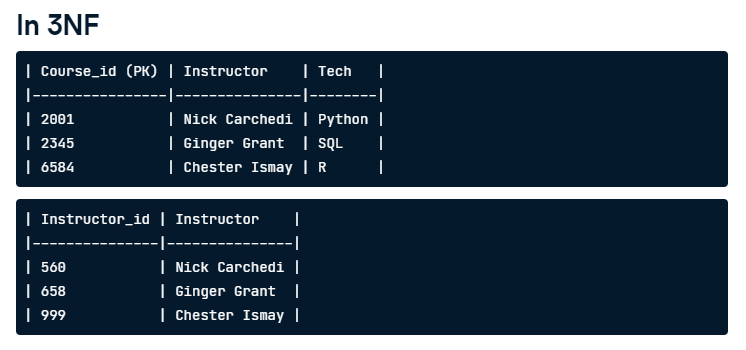 In 3NF
| Course_id (PK) | Instructor    | Tech   |
|----------------|---------------|--------|
| 2001           | Nick Carchedi | Python |
| 2345           | Ginger Grant  | SQL    |
| 6584           | Chester Ismay | R      |
| Instructor_id | Instructor    |
|---------------|---------------|
| 560           | Nick Carchedi |
| 658           | Ginger Grant  |
| 999           | Chester Ismay |